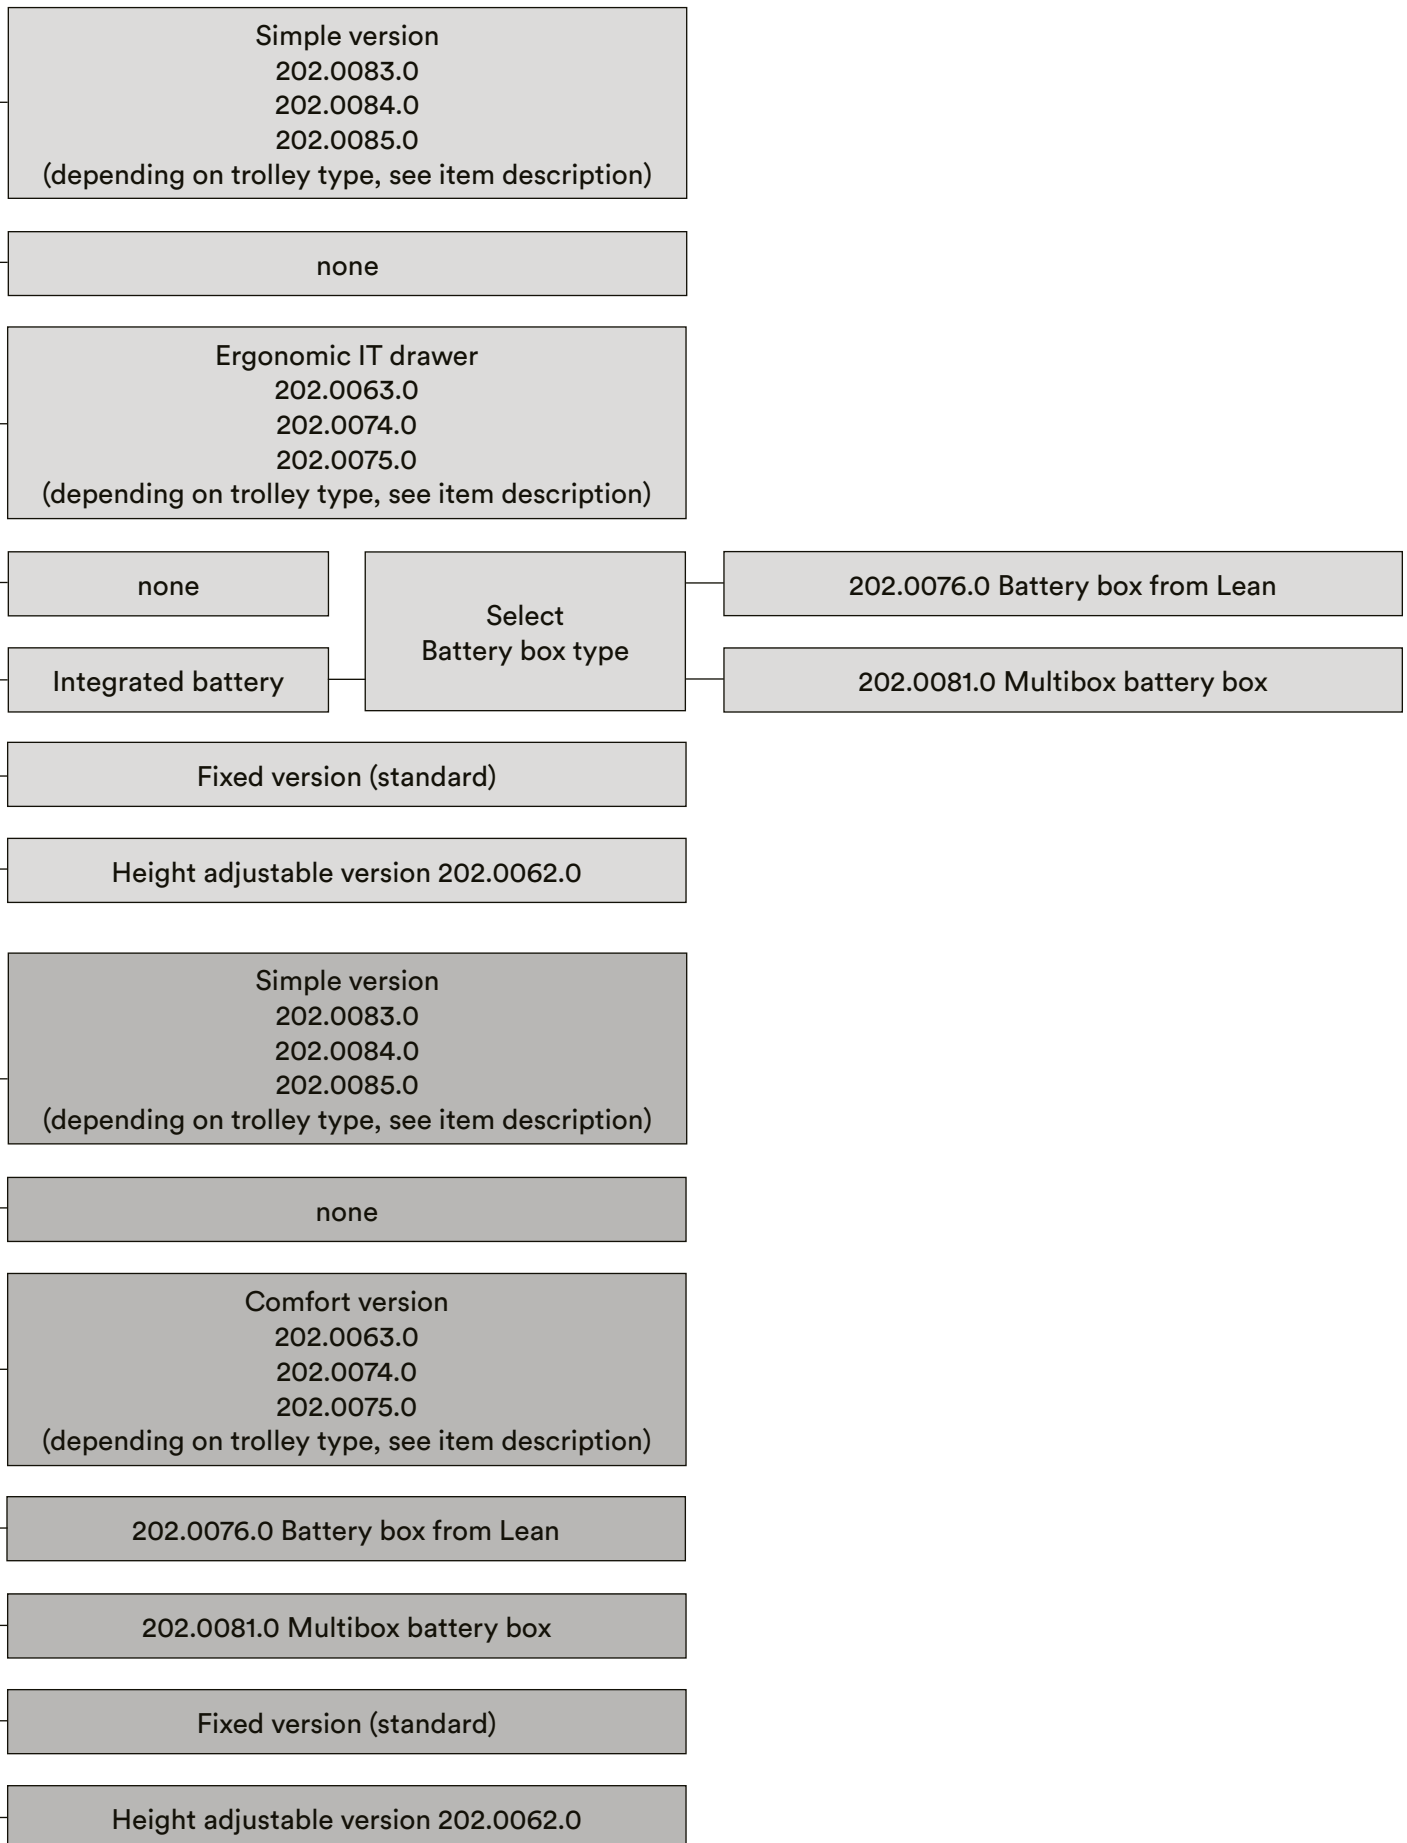 Simple version
202.0083.0
202.0084.0
202.0085.0
(depending on trolley type, see item description)
none
Ergonomic IT drawer
202.0063.0
202.0074.0
202.0075.0
(depending on trolley type, see item description)
none
Select
Battery box type
202.0076.0 Battery box from Lean
Integrated battery
202.0081.0 Multibox battery box
Fixed version (standard)
Height adjustable version 202.0062.0
Simple version
202.0083.0
202.0084.0
202.0085.0
(depending on trolley type, see item description)
none
Comfort version
202.0063.0
202.0074.0
202.0075.0
(depending on trolley type, see item description)
202.0076.0 Battery box from Lean
202.0081.0 Multibox battery box
Fixed version (standard)
Height adjustable version 202.0062.0